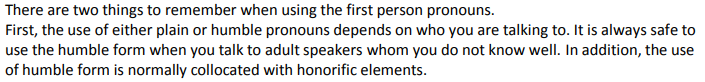 There are two things to remember when using the first person pronouns.
First, the use of either plain or humble pronouns depends on who you are talking to. It is always safe to
use the humble form when you talk to adult speakers whom you do not know well. In addition, the use
of humble form is normally collocated with honorific elements.